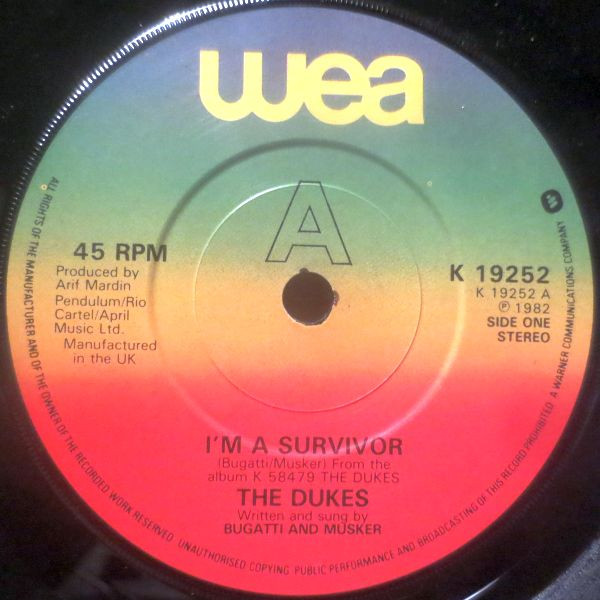 wea
A
45 RPM
Produced by
Arif Mardin
Pendulum/Rio
Cartel/April
Music Ltd.
Manufactured
in the UK
K 19252
K 19252 A
Ⓟ 1982
SIDE ONE
STEREO
I'M A SURVIVOR
(Bugatti/Musker) From the
album K 58479 THE DUKES
THE DUKES
Written and sung by
BUGATTI AND MUSKER
ALL RIGHTS OF THE MANUFACTURER AND OF THE OWNER OF THE RECORDED WORK RESERVED. UNAUTHORISED COPYING PUBLIC PERFORMANCE AND BROADCASTING OF THIS RECORD PROHIBITED. A WARNER COMMUNICATIONS COMPANY